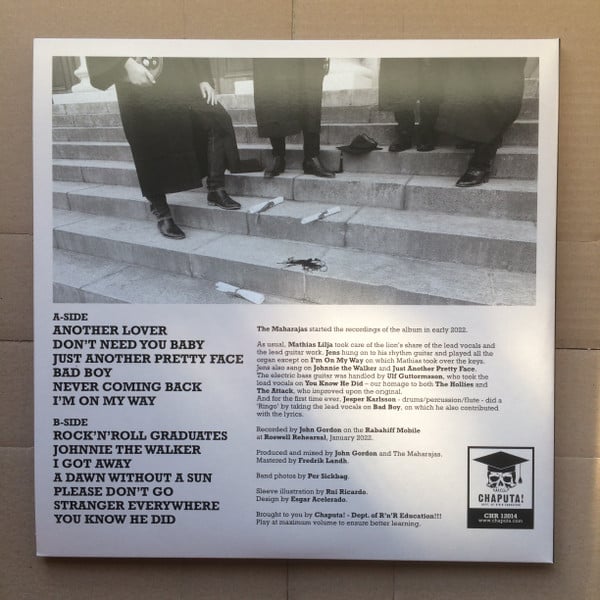 A-SIDE
ANOTHER LOVER
DON'T NEED YOU BABY
JUST ANOTHER PRETTY FACE
BAD BOY
NEVER COMING BACK
I'M ON MY WAY
B-SIDE
ROCK'N'ROLL GRADUATES
JOHNNIE THE WALKER
I GOT AWAY
A DAWN WITHOUT A SUN
PLEASE DON'T GO
STRANGER EVERYWHERE
YOU KNOW HE DID
The Maharajas started the recordings of the album in early 2022.
As usual, Mathias Lilja took care of the lion's share of the lead vocals and
the lead guitar work. Jens hung on to his rhythm guitar and played all the
organ except on I'm On My Way on which Mathias took over the keys.
Jens also sang on Johnnie the Walker and Just Another Pretty Face.
The electric bass guitar was handled by Ulf Guttormsson, who took the
lead vocals on You Know He Did – our homage to both The Hollies and
The Attack, who improved upon the original.
And for the first time ever, Jesper Karlsson - drums/percussion/flute - did a
'Ringo' by taking the lead vocals on Bad Boy, on which he also contributed
with the lyrics.
Recorded by John Gordon on the Rabahiff Mobile
at Roswell Rehearsal, January 2022.
Produced and mixed by John Gordon and The Maharajas.
Mastered by Fredrik Landh.
Band photos by Per Sickbag.
Sleeve illustration by Rui Ricardo.
Design by Esgar Acelerado.
Brought to you by Chaputa! - Dept. of R'n'R Education!!!
Play at maximum volume to ensure better learning.
CHAPUTA!
DEPT. OF R'N'R EDUCATION
CHR 12014
www.chaputa.com